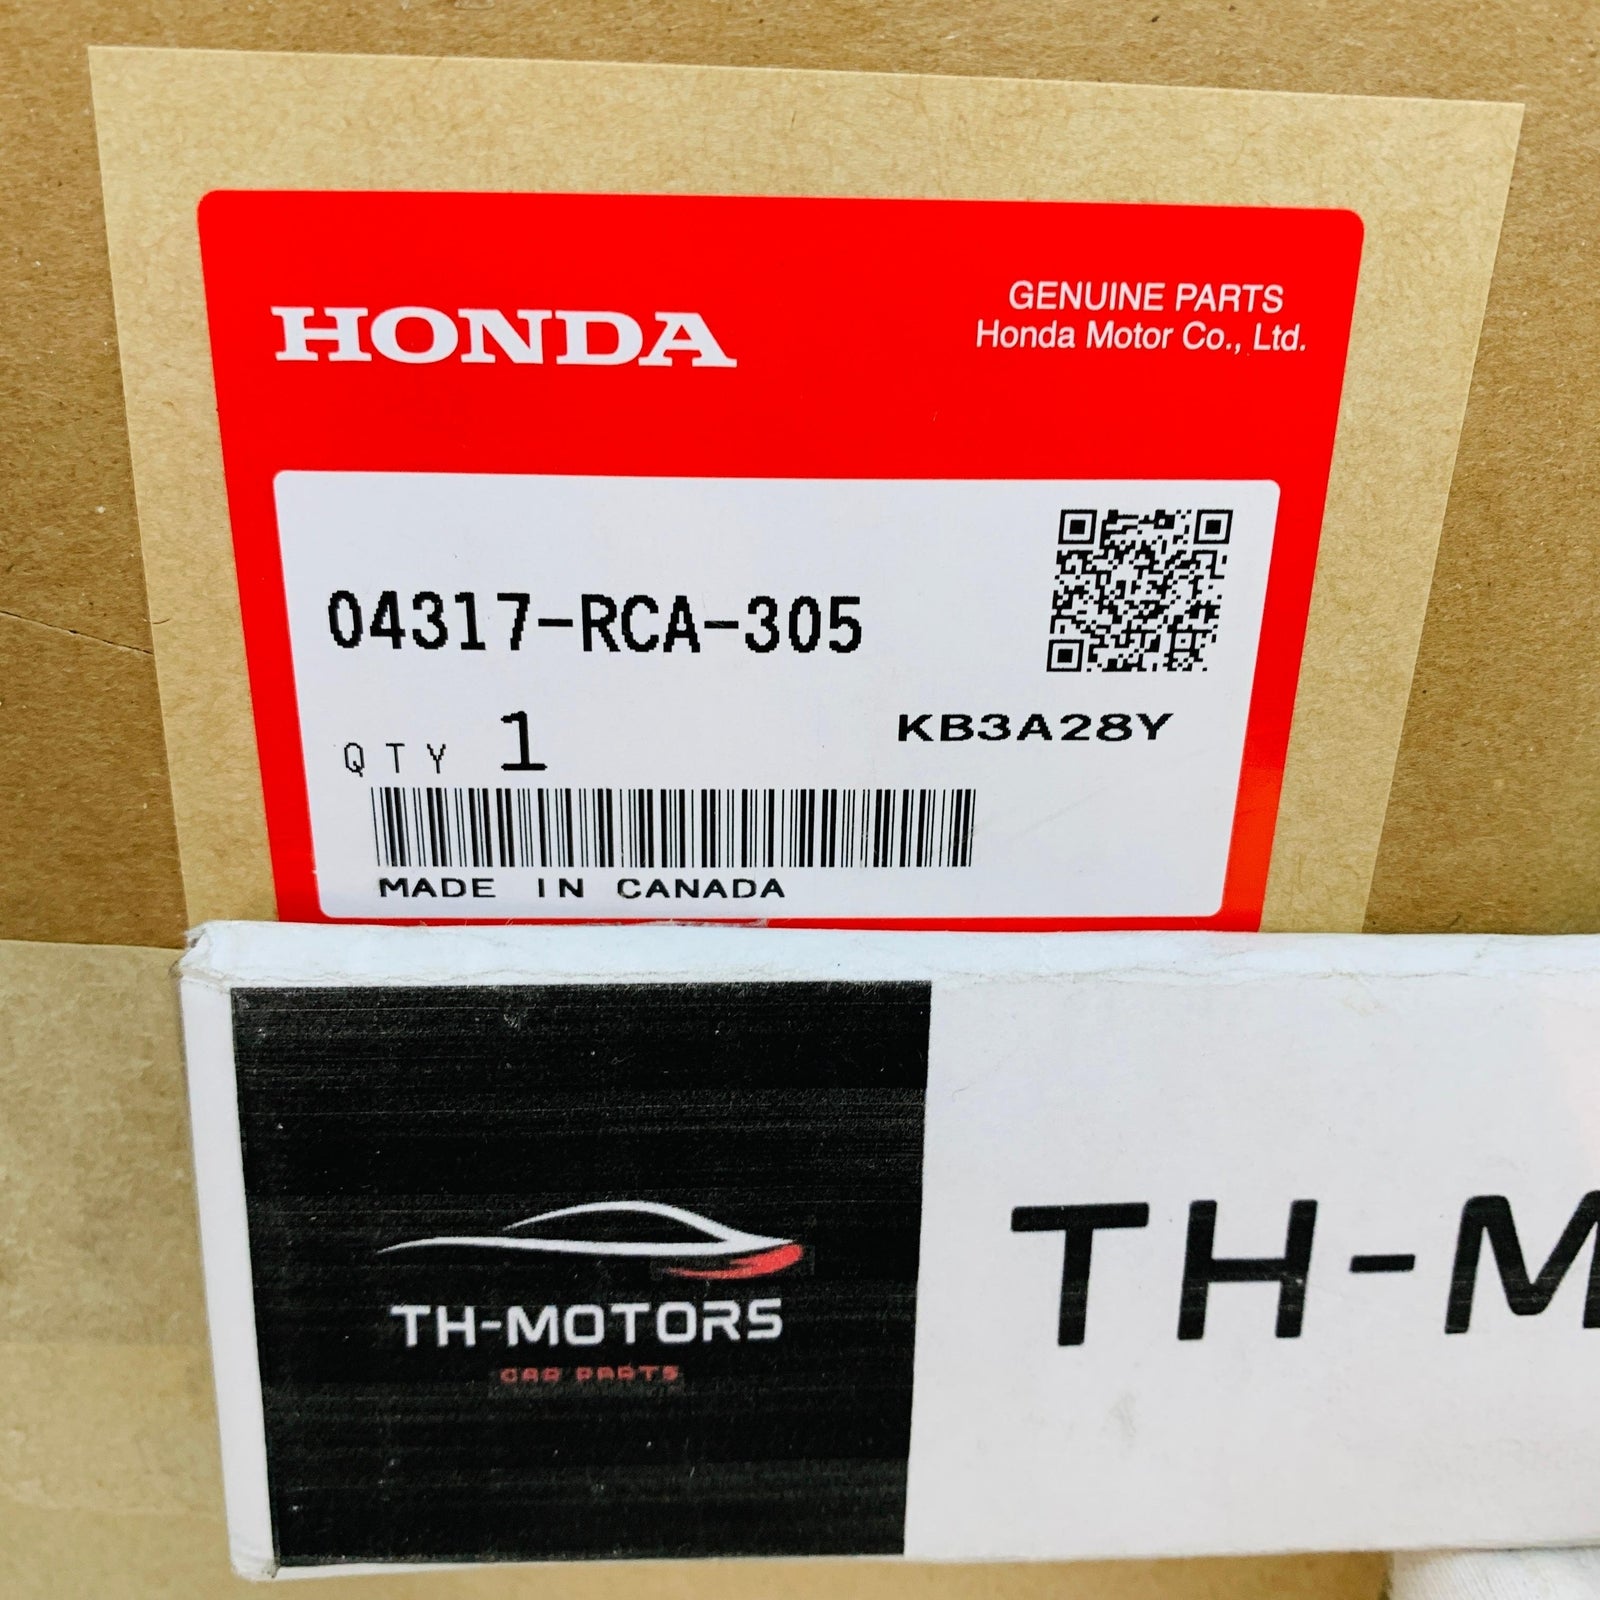 HONDA
GENUINE PARTS
Honda Motor Co., Ltd.
04317-RCA-305
QTY 1
KB3A28Y
MADE IN CANADA
TH-MOTORS
CAR PARTS
TH-M